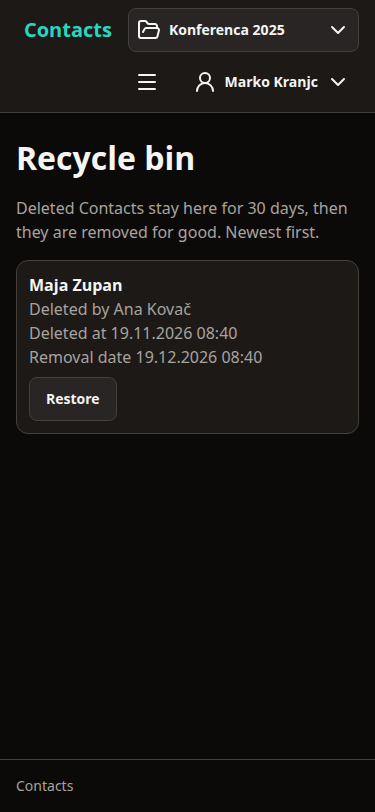 Contacts
Konferenca 2025
Marko Kranjc
Recycle bin
Deleted Contacts stay here for 30 days, then
they are removed for good. Newest first.
Maja Zupan
Deleted by Ana Kovač
Deleted at 19.11.2026 08:40
Removal date 19.12.2026 08:40
Restore
Contacts